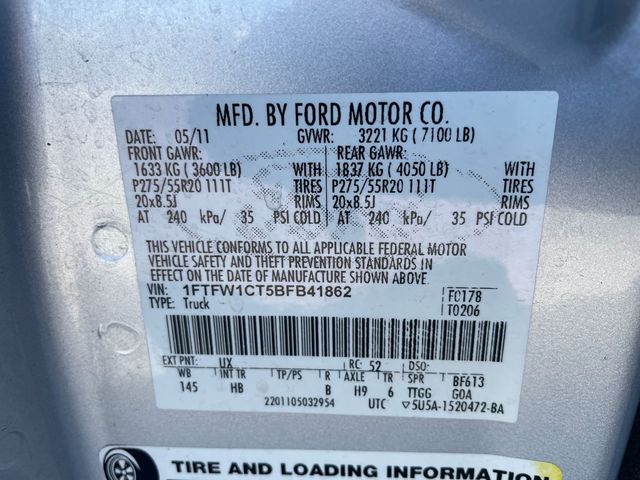 MFD. BY FORD MOTOR CO.
DATE: 05/11 GVWR: 3221 KG ( 7100 LB)
FRONT GAWR: REAR GAWR:
1633 KG ( 3600 LB) WITH 1837 KG ( 4050 LB) WITH
P275/55R20 111T TIRES P275/55R20 111T TIRES
20x8.5J RIMS 20x8.5J RIMS
AT 240 kPa/ 35 PSI COLD AT 240 kPa/ 35 PSI COLD
THIS VEHICLE CONFORMS TO ALL APPLICABLE FEDERAL MOTOR
VEHICLE SAFETY AND THEFT PREVENTION STANDARDS IN
EFFECT ON THE DATE OF MANUFACTURE SHOWN ABOVE.
VIN: 1FTFW1CT5BFB41862 F0178
TYPE: Truck T0206
EXT PNT: UX RC: 52 DSO:
WB INT TR TP/PS R AXLE TR SPR BF613
145 HB B H9 6 TTGG GOA
2201105032954 UTC ▽5U5A-1520472-BA
TIRE AND LOADING INFORMATION